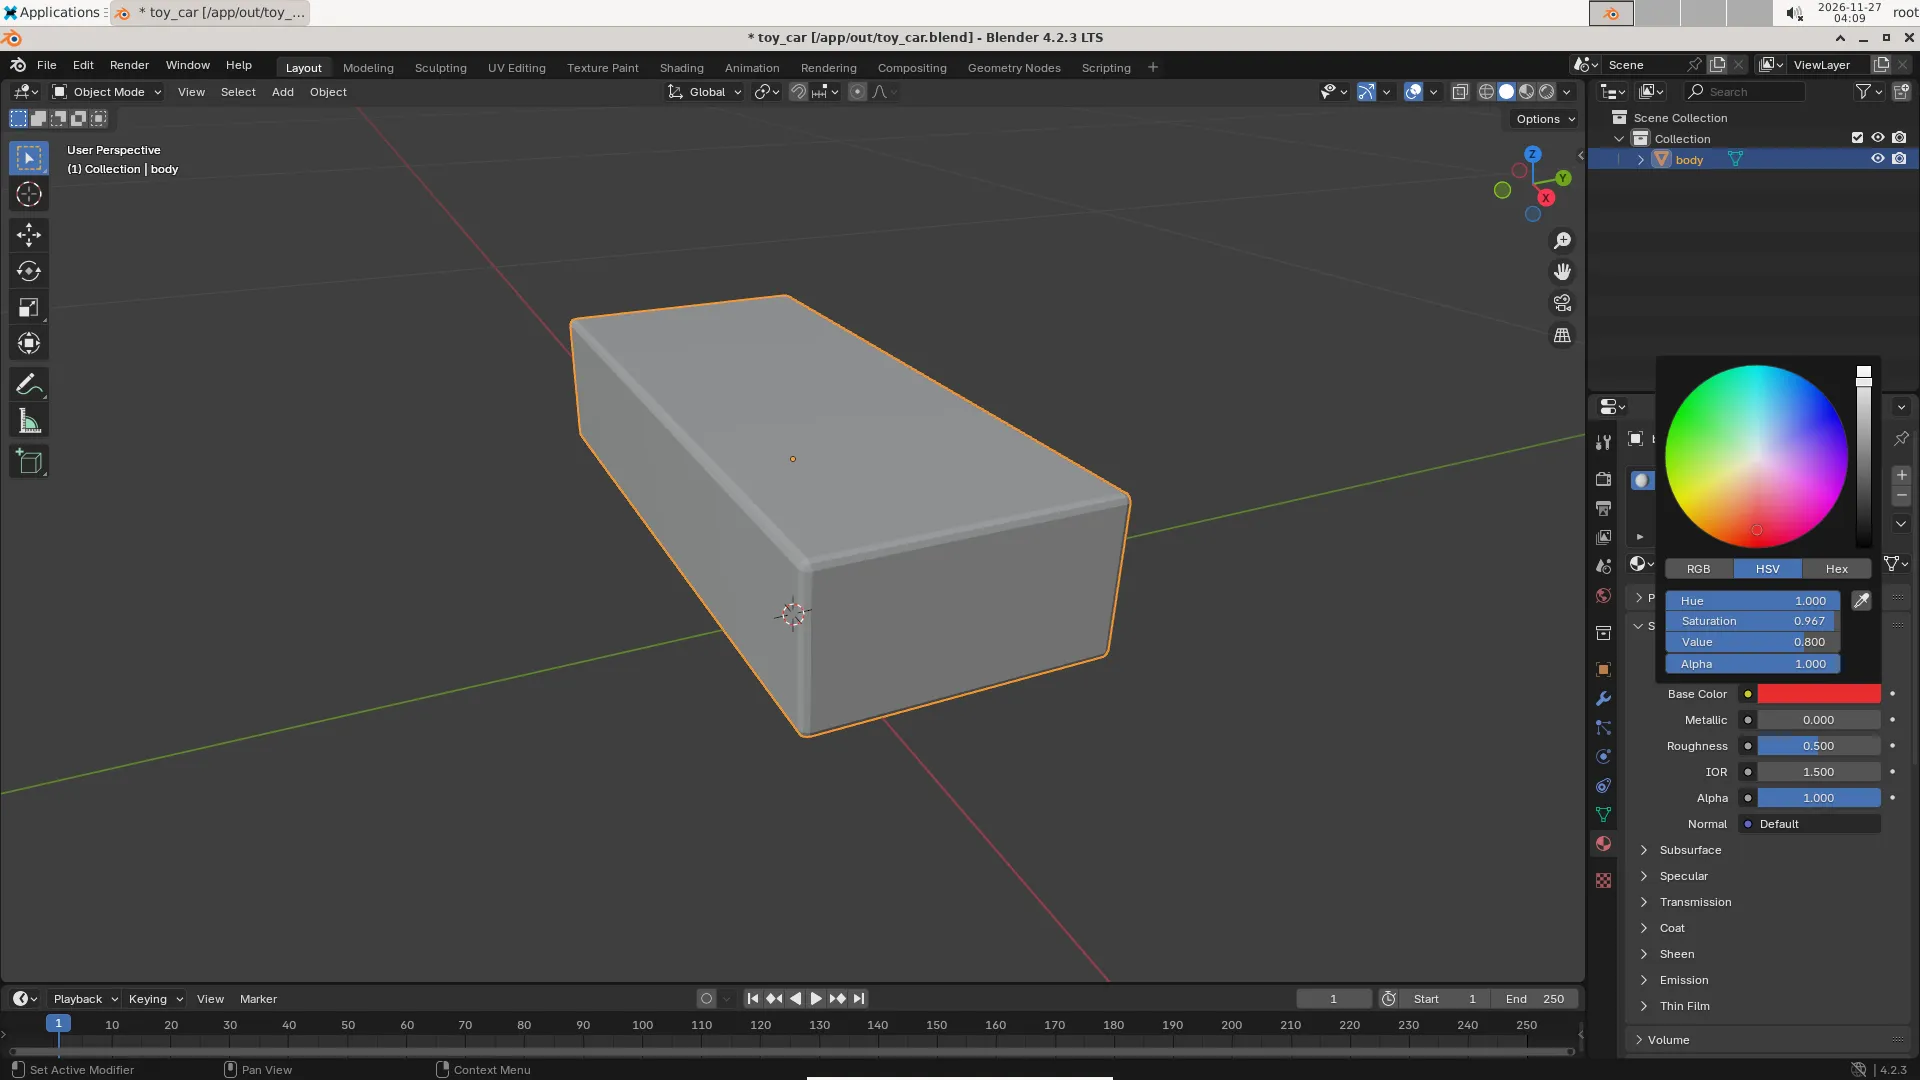 Applications
* toy_car [/app/out/toy_...
2026-11-27
04:09
root
* toy_car [/app/out/toy_car.blend] - Blender 4.2.3 LTS
File Edit Render Window Help
Layout Modeling Sculpting UV Editing Texture Paint Shading Animation Rendering Compositing Geometry Nodes Scripting +
Scene
ViewLayer
Object Mode View Select Add Object
Global
Search
Options
User Perspective
(1) Collection | body
Z
Y
X
Scene Collection
Collection
body
RGB HSV Hex
Hue 1.000
Saturation 0.967
Value 0.800
Alpha 1.000
Base Color
Metallic 0.000
Roughness 0.500
IOR 1.500
Alpha 1.000
Normal Default
Subsurface
Specular
Transmission
Coat
Sheen
Emission
Thin Film
Volume
Playback Keying View Marker
1
Start 1
End 250
1 10 20 30 40 50 60 70 80 90 100 110 120 130 140 150 160 170 180 190 200 210 220 230 240 250
Set Active Modifier
Pan View
Context Menu
4.2.3